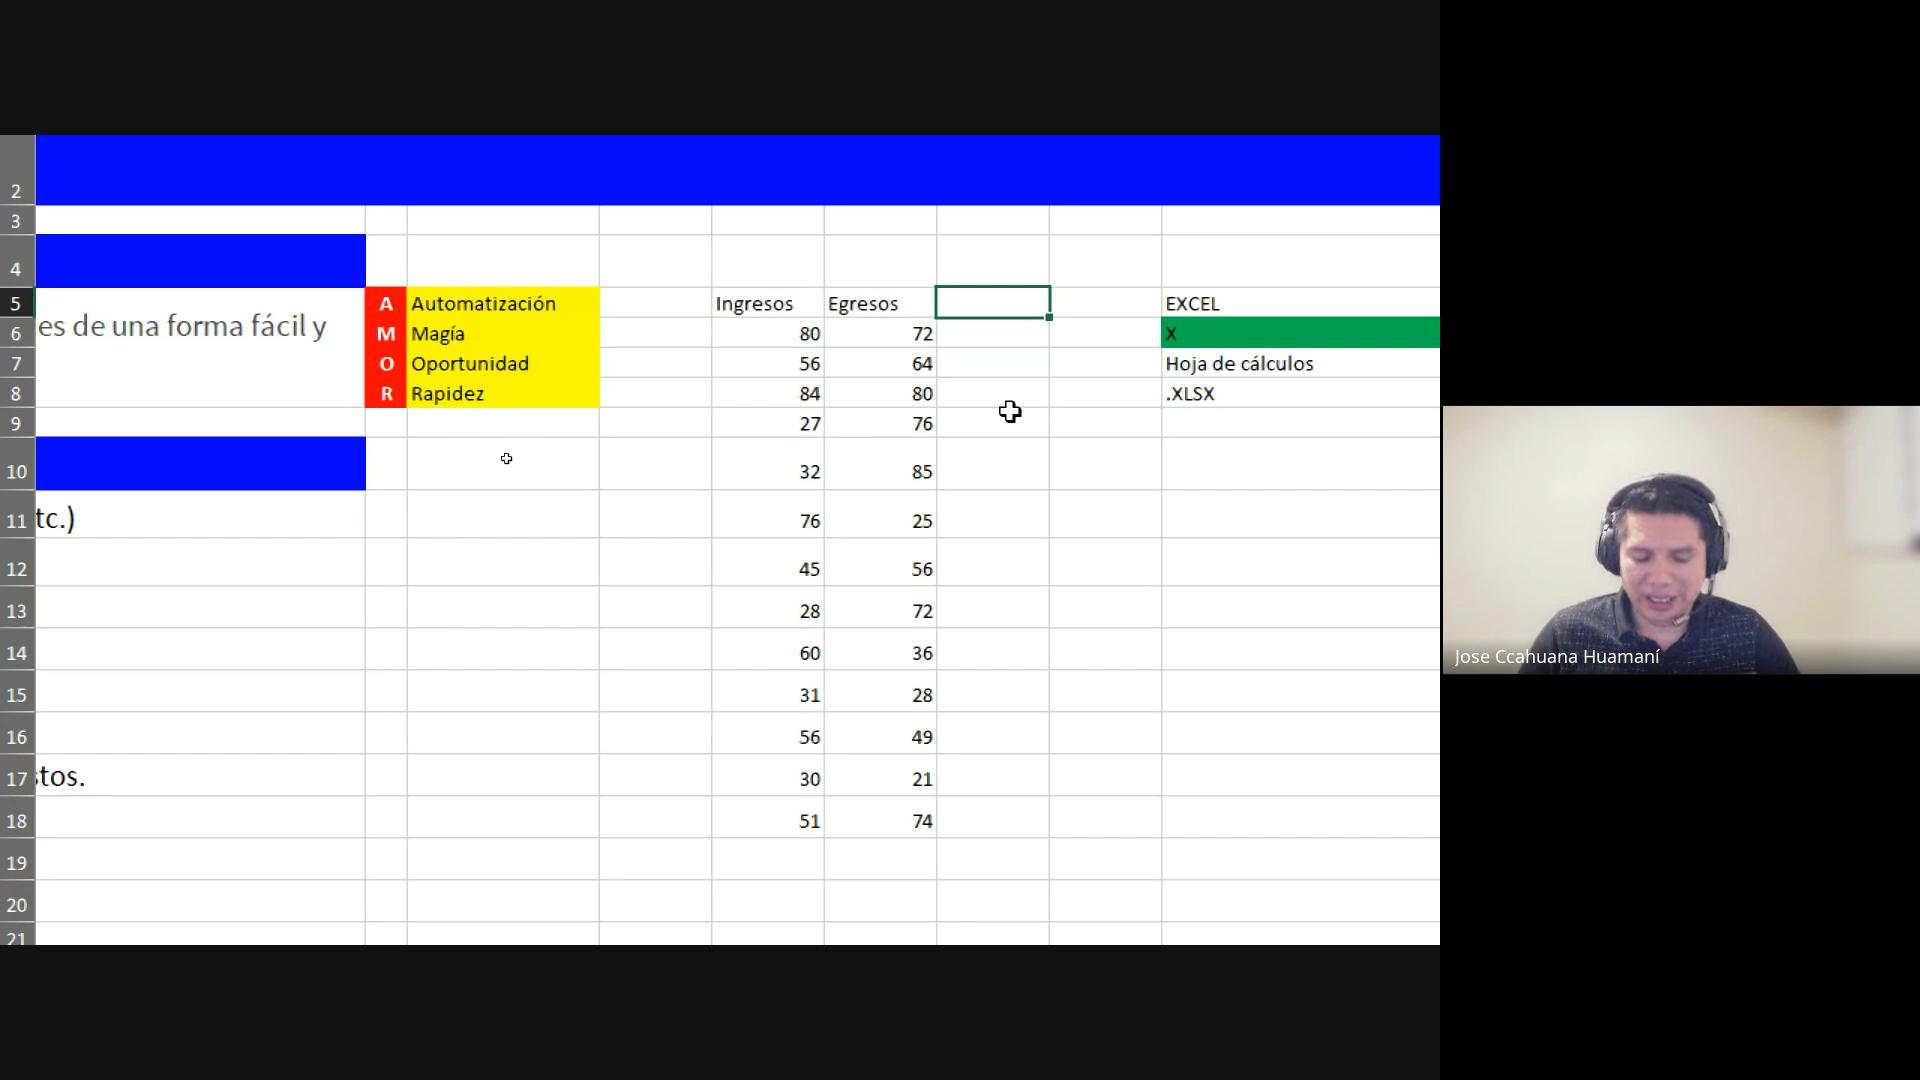 2
3
4
5 A Automatización Ingresos Egresos EXCEL
es de una forma fácil y
6 M Magía 80 72 X
7 O Oportunidad 56 64 Hoja de cálculos
8 R Rapidez 84 80 .XLSX
9 27 76
10 32 85
11 tc.) 76 25
12 45 56
13 28 72
14 60 36
15 31 28
16 56 49
17 stos. 30 21
18 51 74
19
20
21
Jose Ccahuana Huamaní